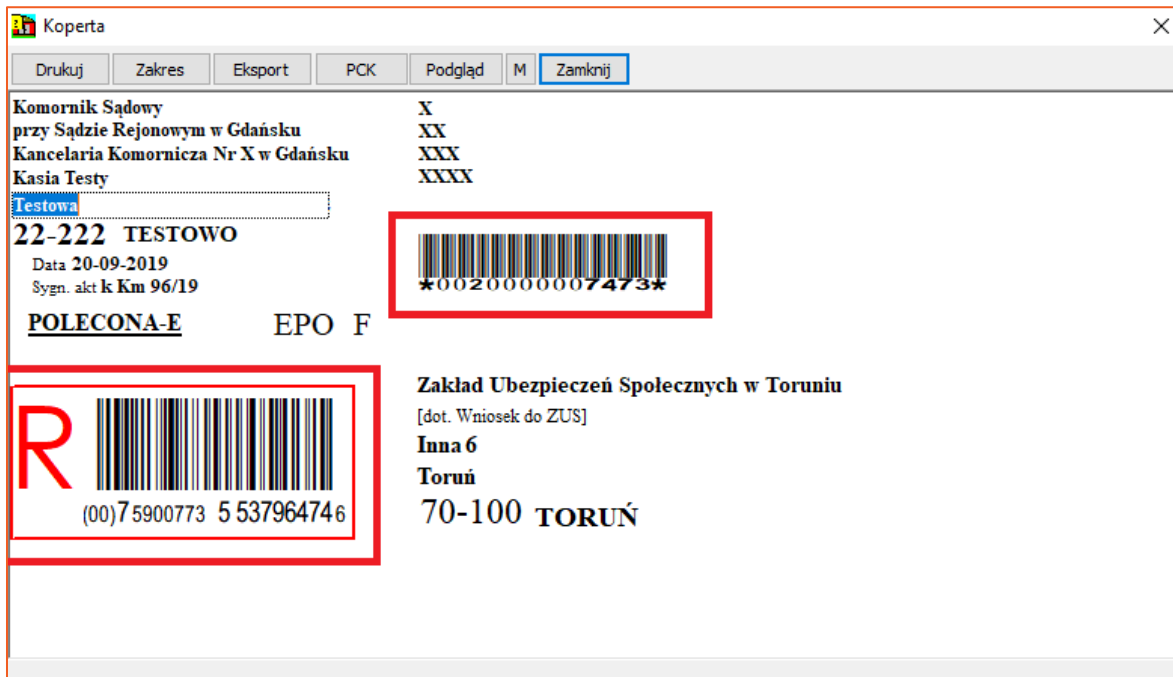 Koperta
Drukuj Zakres Eksport PCK Podgląd M Zamknij
Komornik Sądowy
przy Sądzie Rejonowym w Gdańsku
Kancelaria Komornicza Nr X w Gdańsku
Kasia Testy
Testowa
22-222 TESTOWO
Data 20-09-2019
Sygn. akt k Km 96/19
POLECONA-E EPO F
X
XX
XXX
XXXX
*0020000007473*
R
(00)75900773 5 53796474 6
Zakład Ubezpieczeń Społecznych w Toruniu
[dot. Wniosek do ZUS]
Inna 6
Toruń
70-100 TORUŃ